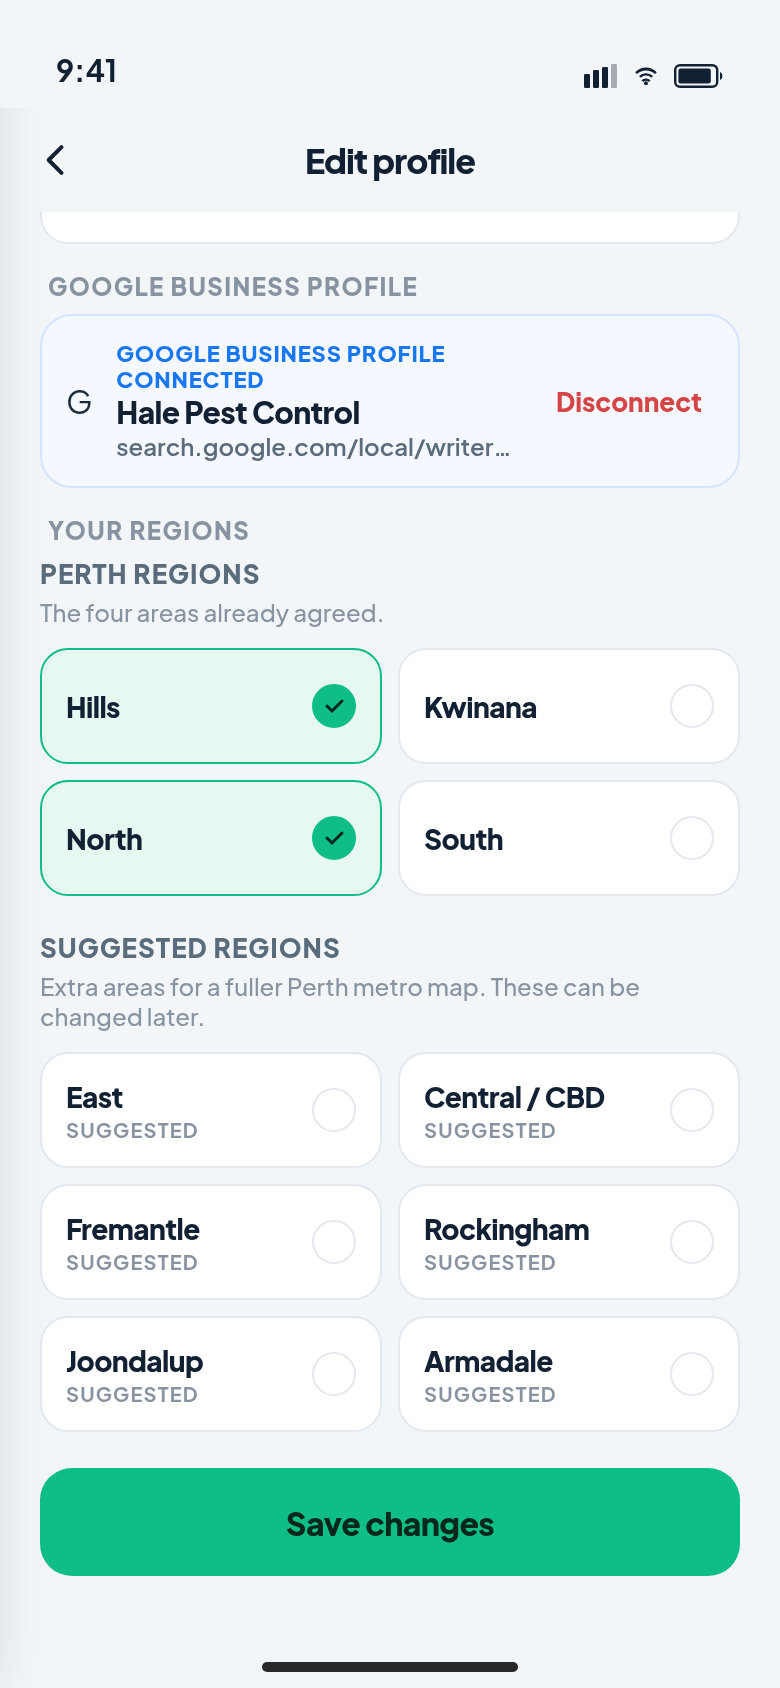 9:41
Edit profile
GOOGLE BUSINESS PROFILE
GOOGLE BUSINESS PROFILE
CONNECTED
G
Hale Pest Control
Disconnect
search.google.com/local/writer...
YOUR REGIONS
PERTH REGIONS
The four areas already agreed.
Hills
Kwinana
North
South
SUGGESTED REGIONS
Extra areas for a fuller Perth metro map. These can be
changed later.
East
SUGGESTED
Central / CBD
SUGGESTED
Fremantle
SUGGESTED
Rockingham
SUGGESTED
Joondalup
SUGGESTED
Armadale
SUGGESTED
Save changes